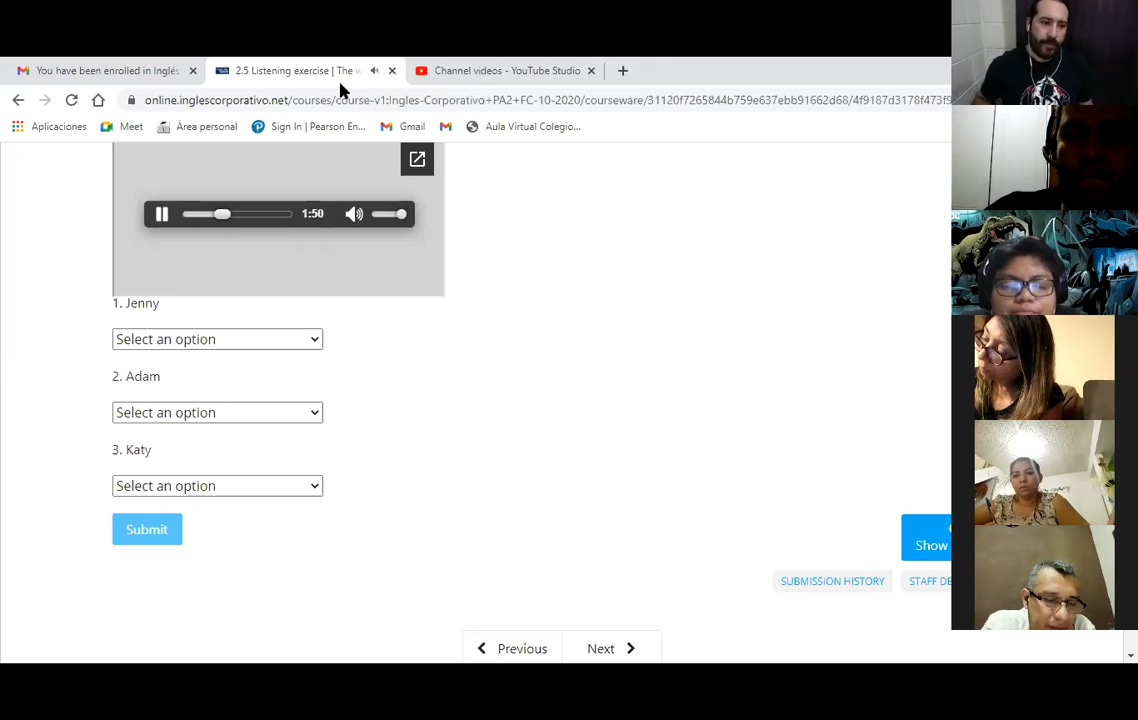 You have been enrolled in Inglés
2.5 Listening exercise | The w
Channel videos - YouTube Studio
online.inglescorporativo.net/courses/course-v1:Ingles-Corporativo+PA2+FC-10-2020/courseware/31120f7265844b759e637ebb91662d68/4f9187d3178f473f9
Aplicaciones
Meet
Área personal
Sign In | Pearson En...
Gmail
Aula Virtual Colegio...
1:50
1. Jenny
Select an option
2. Adam
Select an option
3. Katy
Select an option
Submit
Show
SUBMISSION HISTORY
STAFF DE
Previous
Next